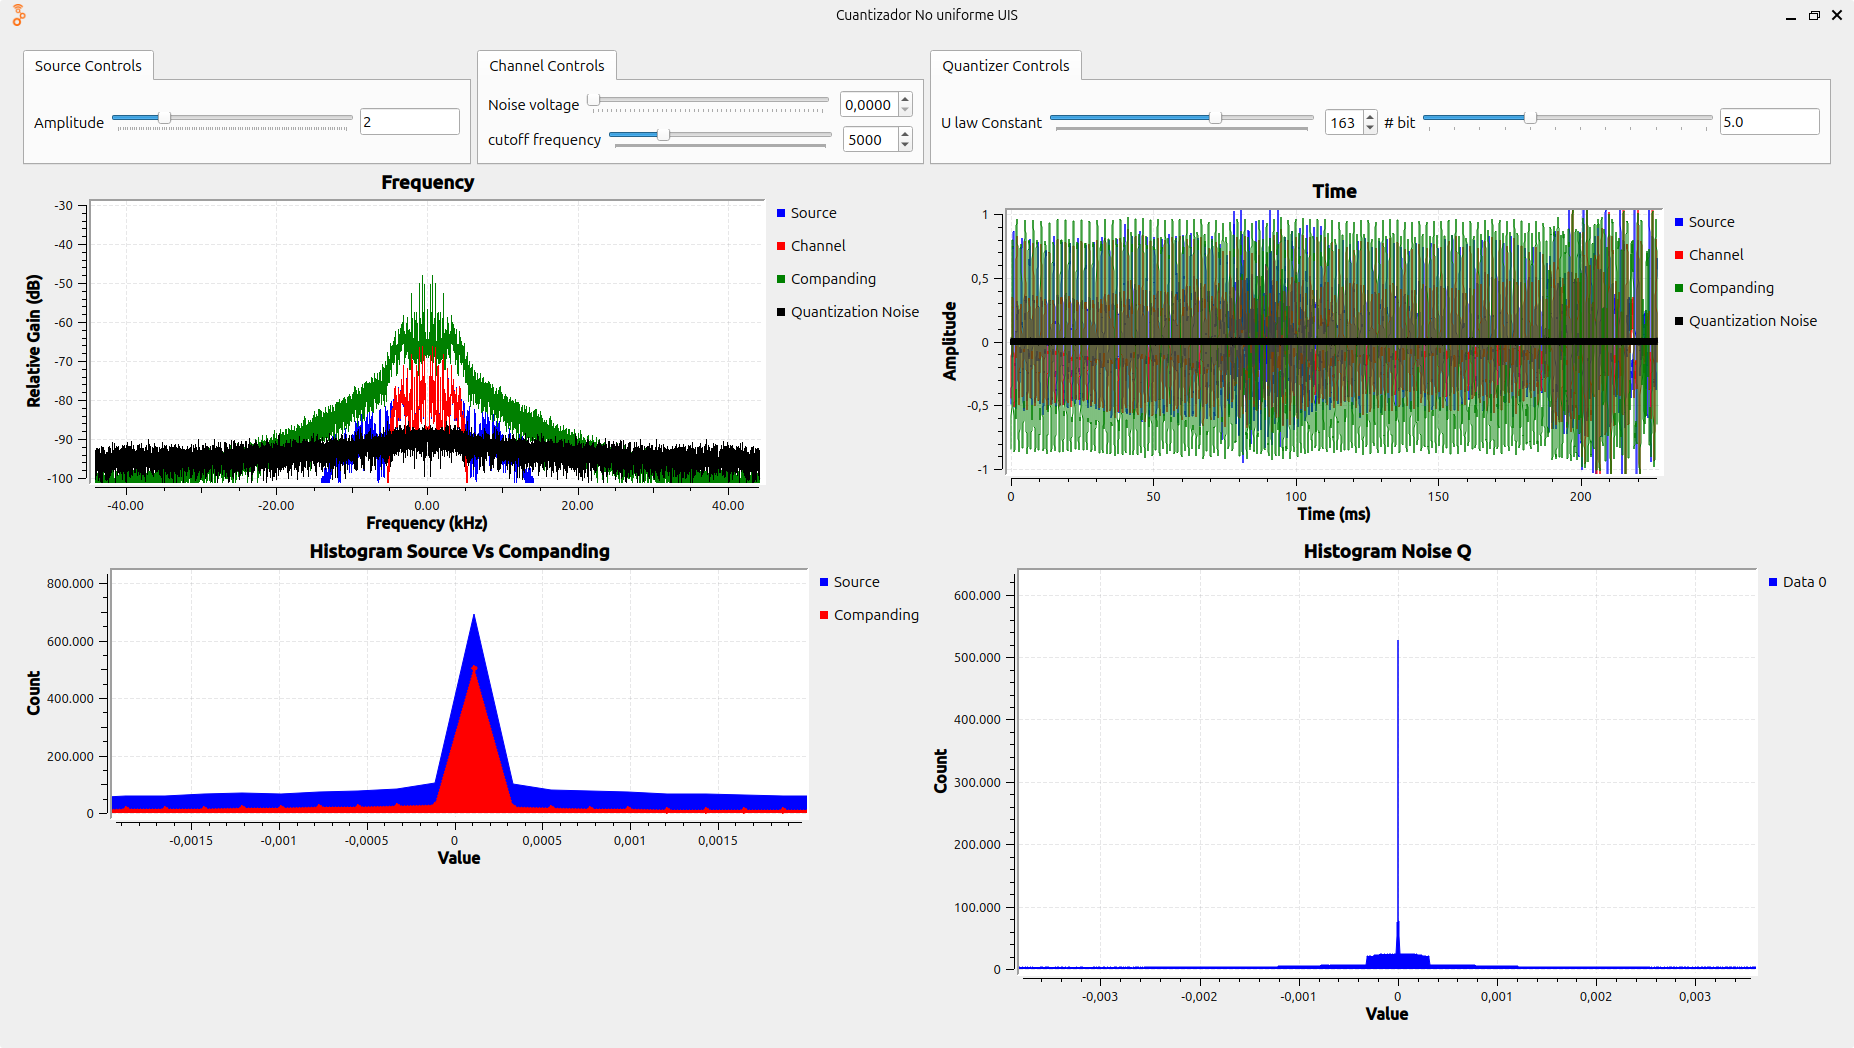 Cuantizador No uniforme UIS
Source Controls
Amplitude 2
Channel Controls
Noise voltage 0,0000
cutoff frequency 5000
Quantizer Controls
U law Constant 163 # bit 5.0
Frequency
Relative Gain (dB)
-30
-40
-50
-60
-70
-80
-90
-100
-40.00 -20.00 0.00 20.00 40.00
Frequency (kHz)
Source
Channel
Companding
Quantization Noise
Time
Amplitude
1
0,5
0
-0,5
-1
0 50 100 150 200
Time (ms)
Source
Channel
Companding
Quantization Noise
Histogram Source Vs Companding
Count
800.000
600.000
400.000
200.000
0
-0,0015 -0,001 -0,0005 0 0,0005 0,001 0,0015
Value
Source
Companding
Histogram Noise Q
Count
600.000
500.000
400.000
300.000
200.000
100.000
0
-0,003 -0,002 -0,001 0 0,001 0,002 0,003
Value
Data 0